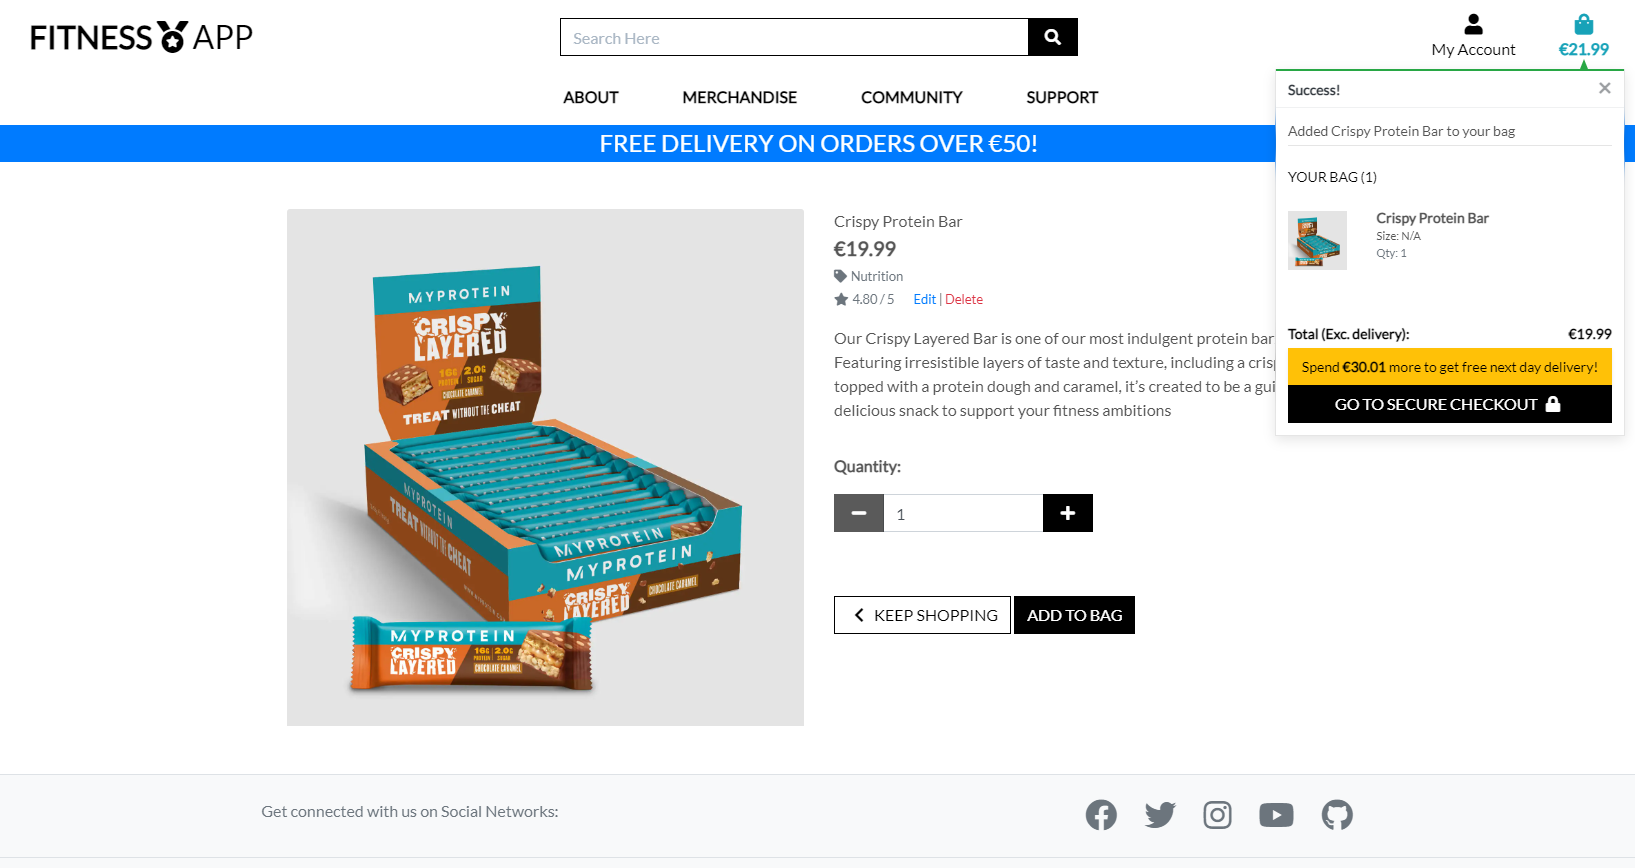 FITNESS APP
Search Here
My Account
€21.99
ABOUT
MERCHANDISE
COMMUNITY
SUPPORT
FREE DELIVERY ON ORDERS OVER €50!
Success!
×
Added Crispy Protein Bar to your bag
YOUR BAG (1)
Crispy Protein Bar
Size: N/A
Qty: 1
Total (Exc. delivery):
€19.99
Spend €30.01 more to get free next day delivery!
GO TO SECURE CHECKOUT
MYPROTEIN
CRISPY
LAYERED
16G PROTEIN
2.0G SUGAR
CHOCOLATE CARAMEL
TREAT WITHOUT THE CHEAT
MYPROTEIN
TREAT WITHOUT THE CHEAT
MYPROTEIN
MYPROTEIN
CRISPY
LAYERED
CHOCOLATE CARAMEL
MYPROTEIN
CRISPY
LAYERED
16G PROTEIN
2.0G SUGAR
CHOCOLATE CARAMEL
Crispy Protein Bar
€19.99
Nutrition
4.80 / 5
Edit | Delete
Our Crispy Layered Bar is one of our most indulgent protein bar
Featuring irresistible layers of taste and texture, including a crisp
topped with a protein dough and caramel, it's created to be a gui
delicious snack to support your fitness ambitions
Quantity:
1
KEEP SHOPPING
ADD TO BAG
Get connected with us on Social Networks: